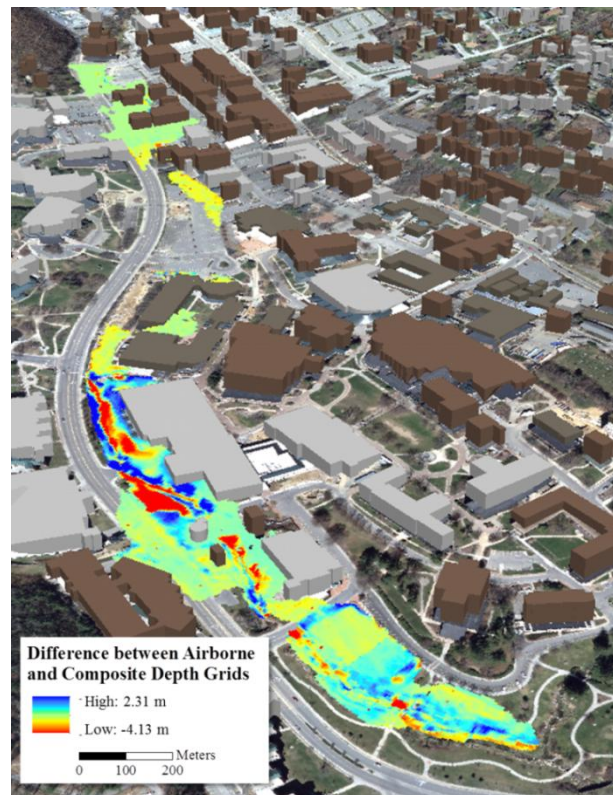 Difference between Airborne
and Composite Depth Grids
High: 2.31 m
Low: -4.13 m
Meters
0 100 200